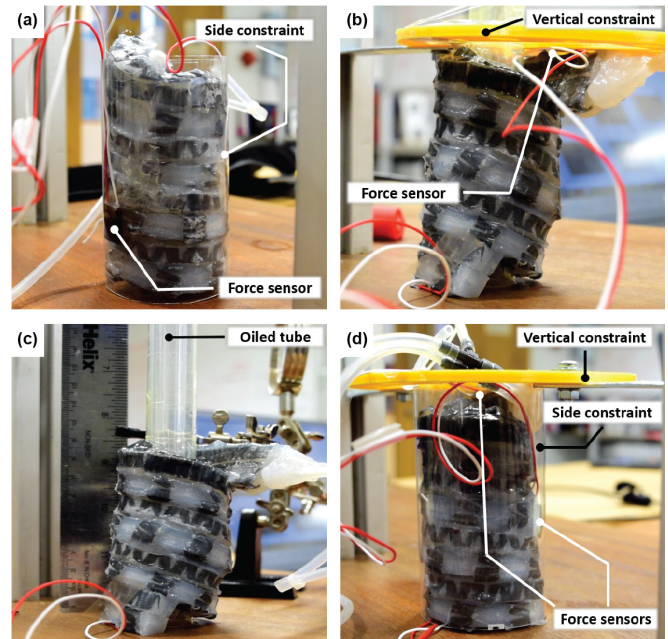 (a)
Side constraint
Force sensor
(b)
Vertical constraint
Force sensor
(c)
Oiled tube
Helix
(d)
Vertical constraint
Side constraint
Force sensors